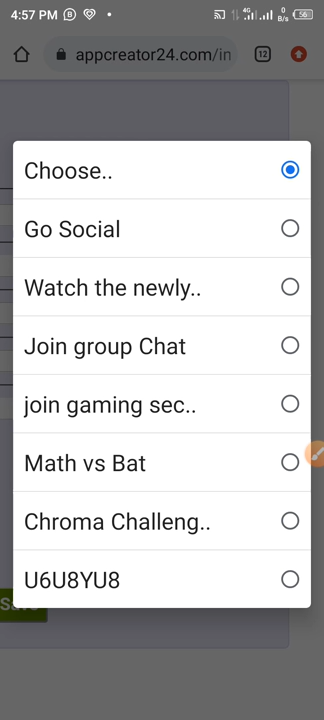 4:57 PM
4G
0 B/s
56
appcreator24.com/in
12
Choose..
Go Social
Watch the newly..
Join group Chat
join gaming sec..
Math vs Bat
Chroma Challeng..
U6U8YU8